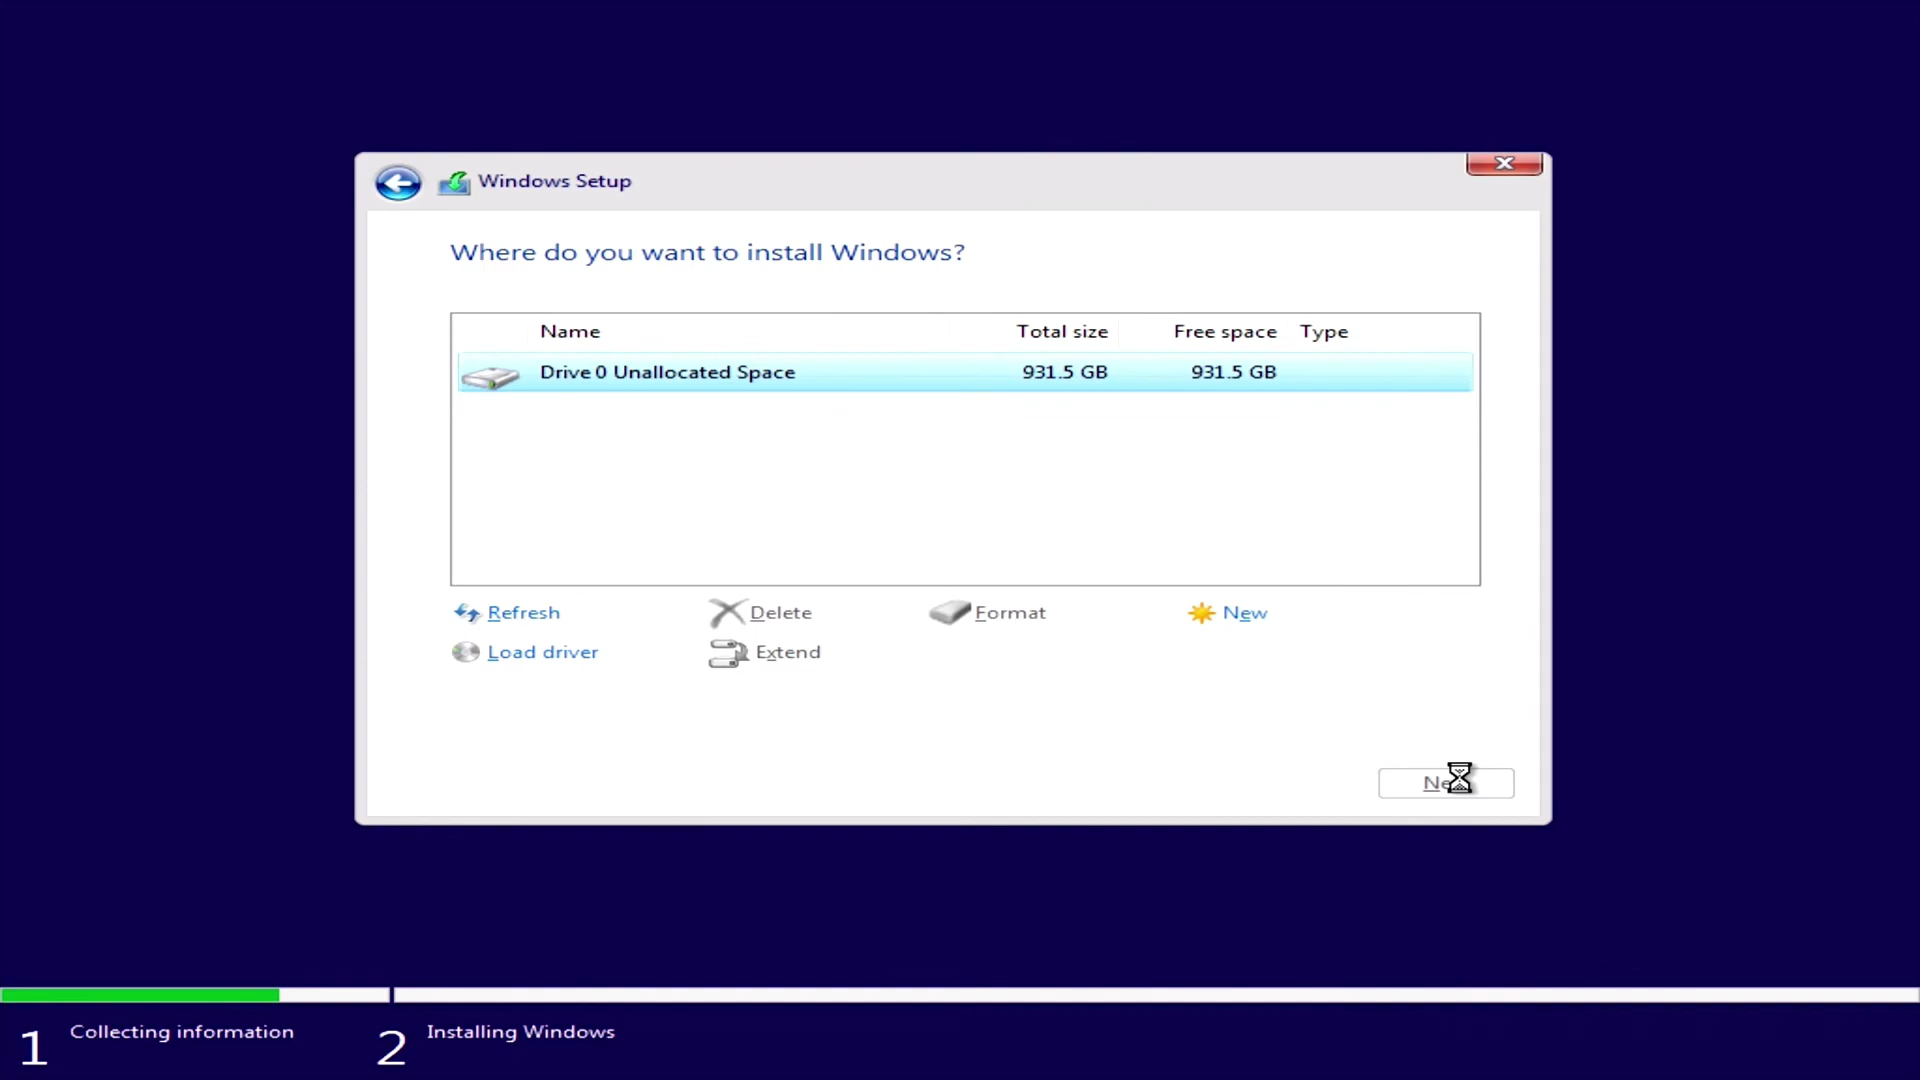 Windows Setup
Where do you want to install Windows?
Name Total size Free space Type
Drive 0 Unallocated Space 931.5 GB 931.5 GB
Refresh Delete Format New
Load driver Extend
1 Collecting information 2 Installing Windows